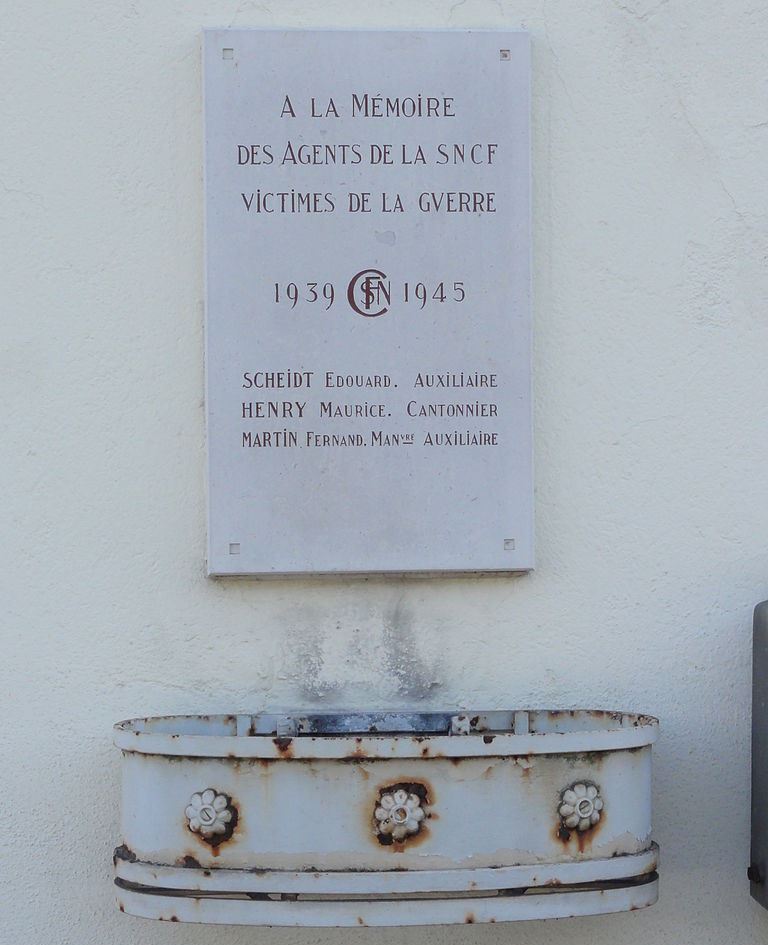 A LA MÉMOIRE
DES AGENTS DE LA SNCF
VICTIMES DE LA GVERRE
1939 SNCF 1945
SCHEIDT EDOUARD. AUXILIAIRE
HENRY MAURICE. CANTONNIER
MARTIN FERNAND. MANVRE AUXILIAIRE